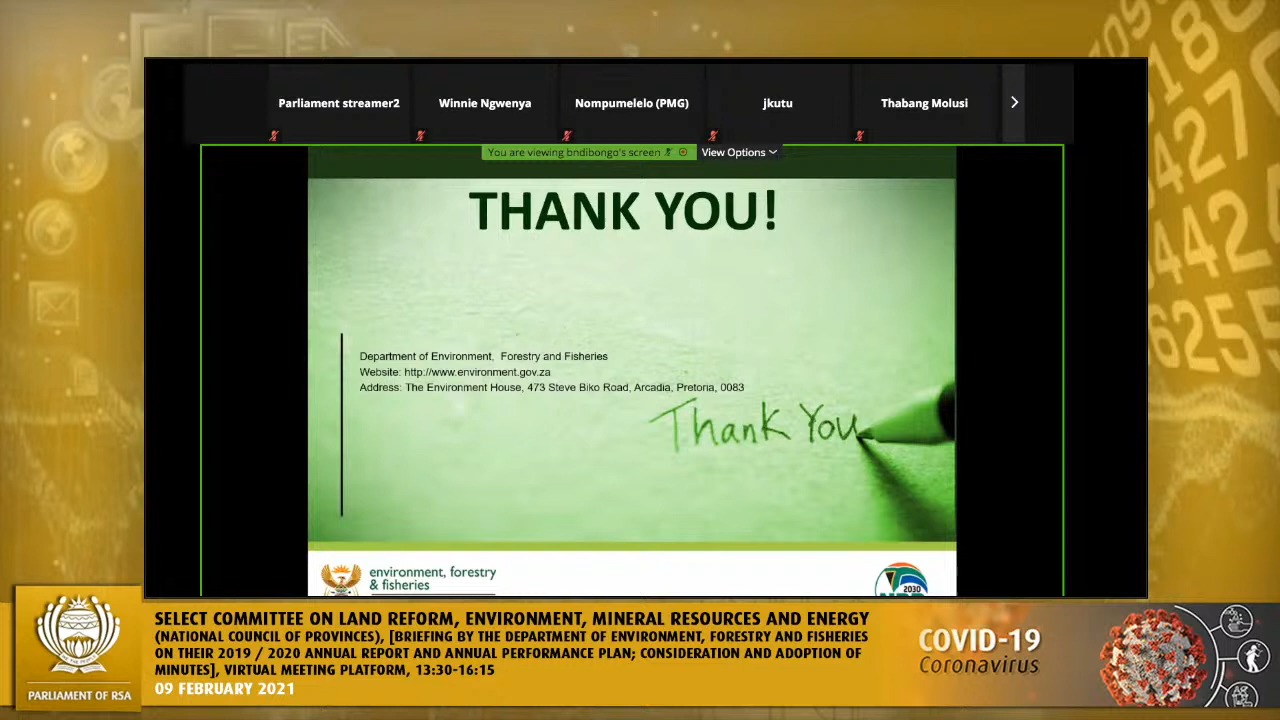 Parliament streamer2
Winnie Ngwenya
Nompumelelo (PMG)
jkutu
Thabang Molusi
You are viewing bndibongo's screen
View Options
THANK YOU!
Department of Environment, Forestry and Fisheries
Website: http://www.environment.gov.za
Address: The Environment House, 473 Steve Biko Road, Arcadia, Pretoria, 0083
Thank You
environment, forestry
& fisheries
2030
SELECT COMMITTEE ON LAND REFORM, ENVIRONMENT, MINERAL RESOURCES AND ENERGY
(NATIONAL COUNCIL OF PROVINCES), [BRIEFING BY THE DEPARTMENT OF ENVIRONMENT, FORESTRY AND FISHERIES
ON THEIR 2019 / 2020 ANNUAL REPORT AND ANNUAL PERFORMANCE PLAN; CONSIDERATION AND ADOPTION OF
MINUTES], VIRTUAL MEETING PLATFORM, 13:30-16:15
09 FEBRUARY 2021
PARLIAMENT OF RSA
COVID-19
Coronavirus